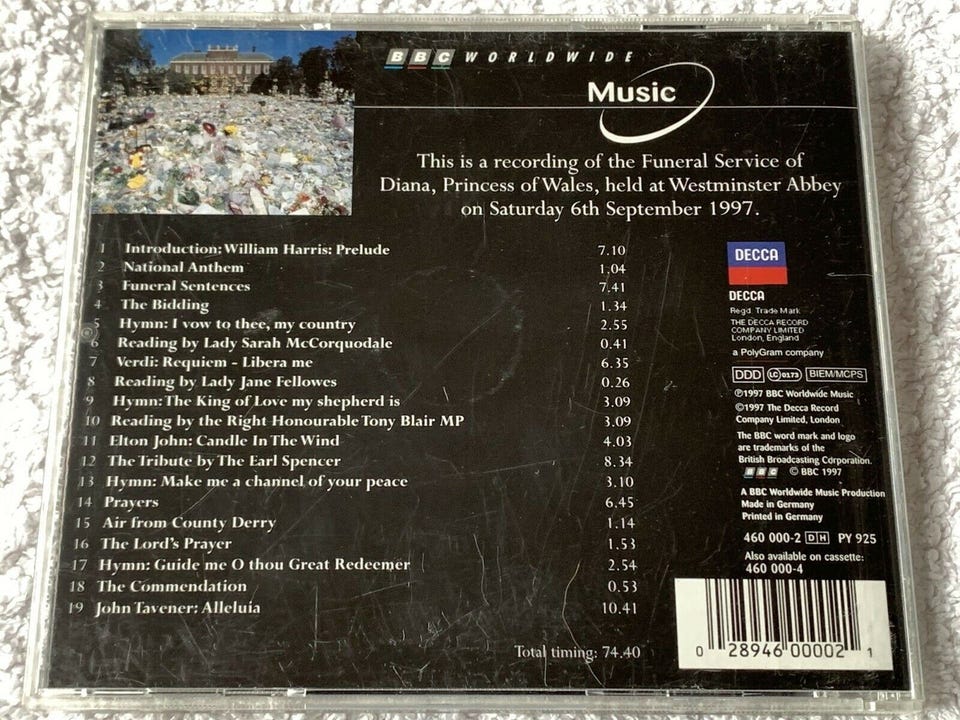 BBC WORLDWIDE
Music
This is a recording of the Funeral Service of
Diana, Princess of Wales, held at Westminster Abbey
on Saturday 6th September 1997.
1 Introduction: William Harris: Prelude 7.10
2 National Anthem 1.04
3 Funeral Sentences 7.41
4 The Bidding 1.34
5 Hymn: I vow to thee, my country 2.55
6 Reading by Lady Sarah McCorquodale 0.41
7 Verdi: Requiem - Libera me 6.35
8 Reading by Lady Jane Fellowes 0.26
9 Hymn: The King of Love my shepherd is 3.09
10 Reading by the Right Honourable Tony Blair MP 3.09
11 Elton John: Candle In The Wind 4.03
12 The Tribute by The Earl Spencer 8.34
13 Hymn: Make me a channel of your peace 3.10
14 Prayers 6.45
15 Air from County Derry 1.14
16 The Lord's Prayer 1.53
17 Hymn: Guide me O thou Great Redeemer 2.54
18 The Commendation 0.53
19 John Tavener: Alleluia 10.41
Total timing: 74.40
DECCA
DECCA
Regd. Trade Mark
THE DECCA RECORD
COMPANY LIMITED
London, England
a PolyGram company
DDD LC 0173 BIEM/MCPS
℗1997 BBC Worldwide Music
©1997 The Decca Record
Company Limited, London
The BBC word mark and logo
are trademarks of the
British Broadcasting Corporation.
BBC © BBC 1997
A BBC Worldwide Music Production
Made in Germany
Printed in Germany
460 000-2 DH PY 925
Also available on cassette:
460 000-4
0 28946 00002 1